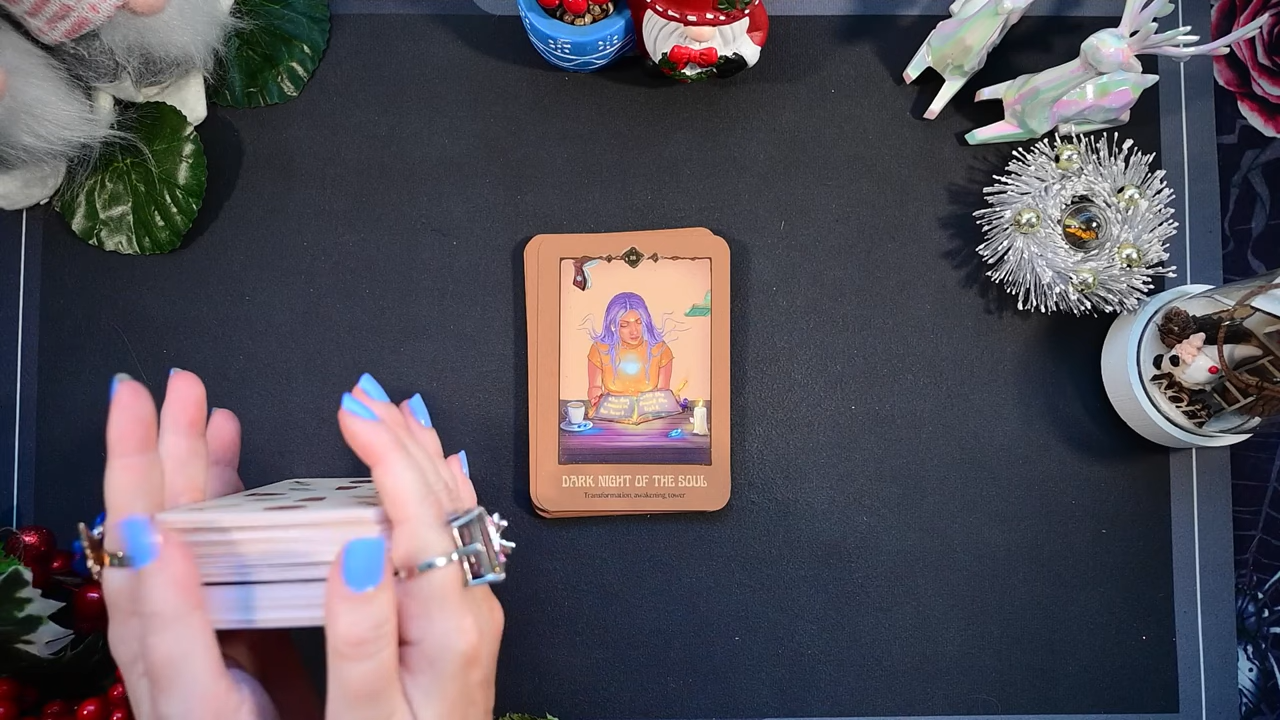 DARK NIGHT OF THE SOUL
Transformation, awakening, tower